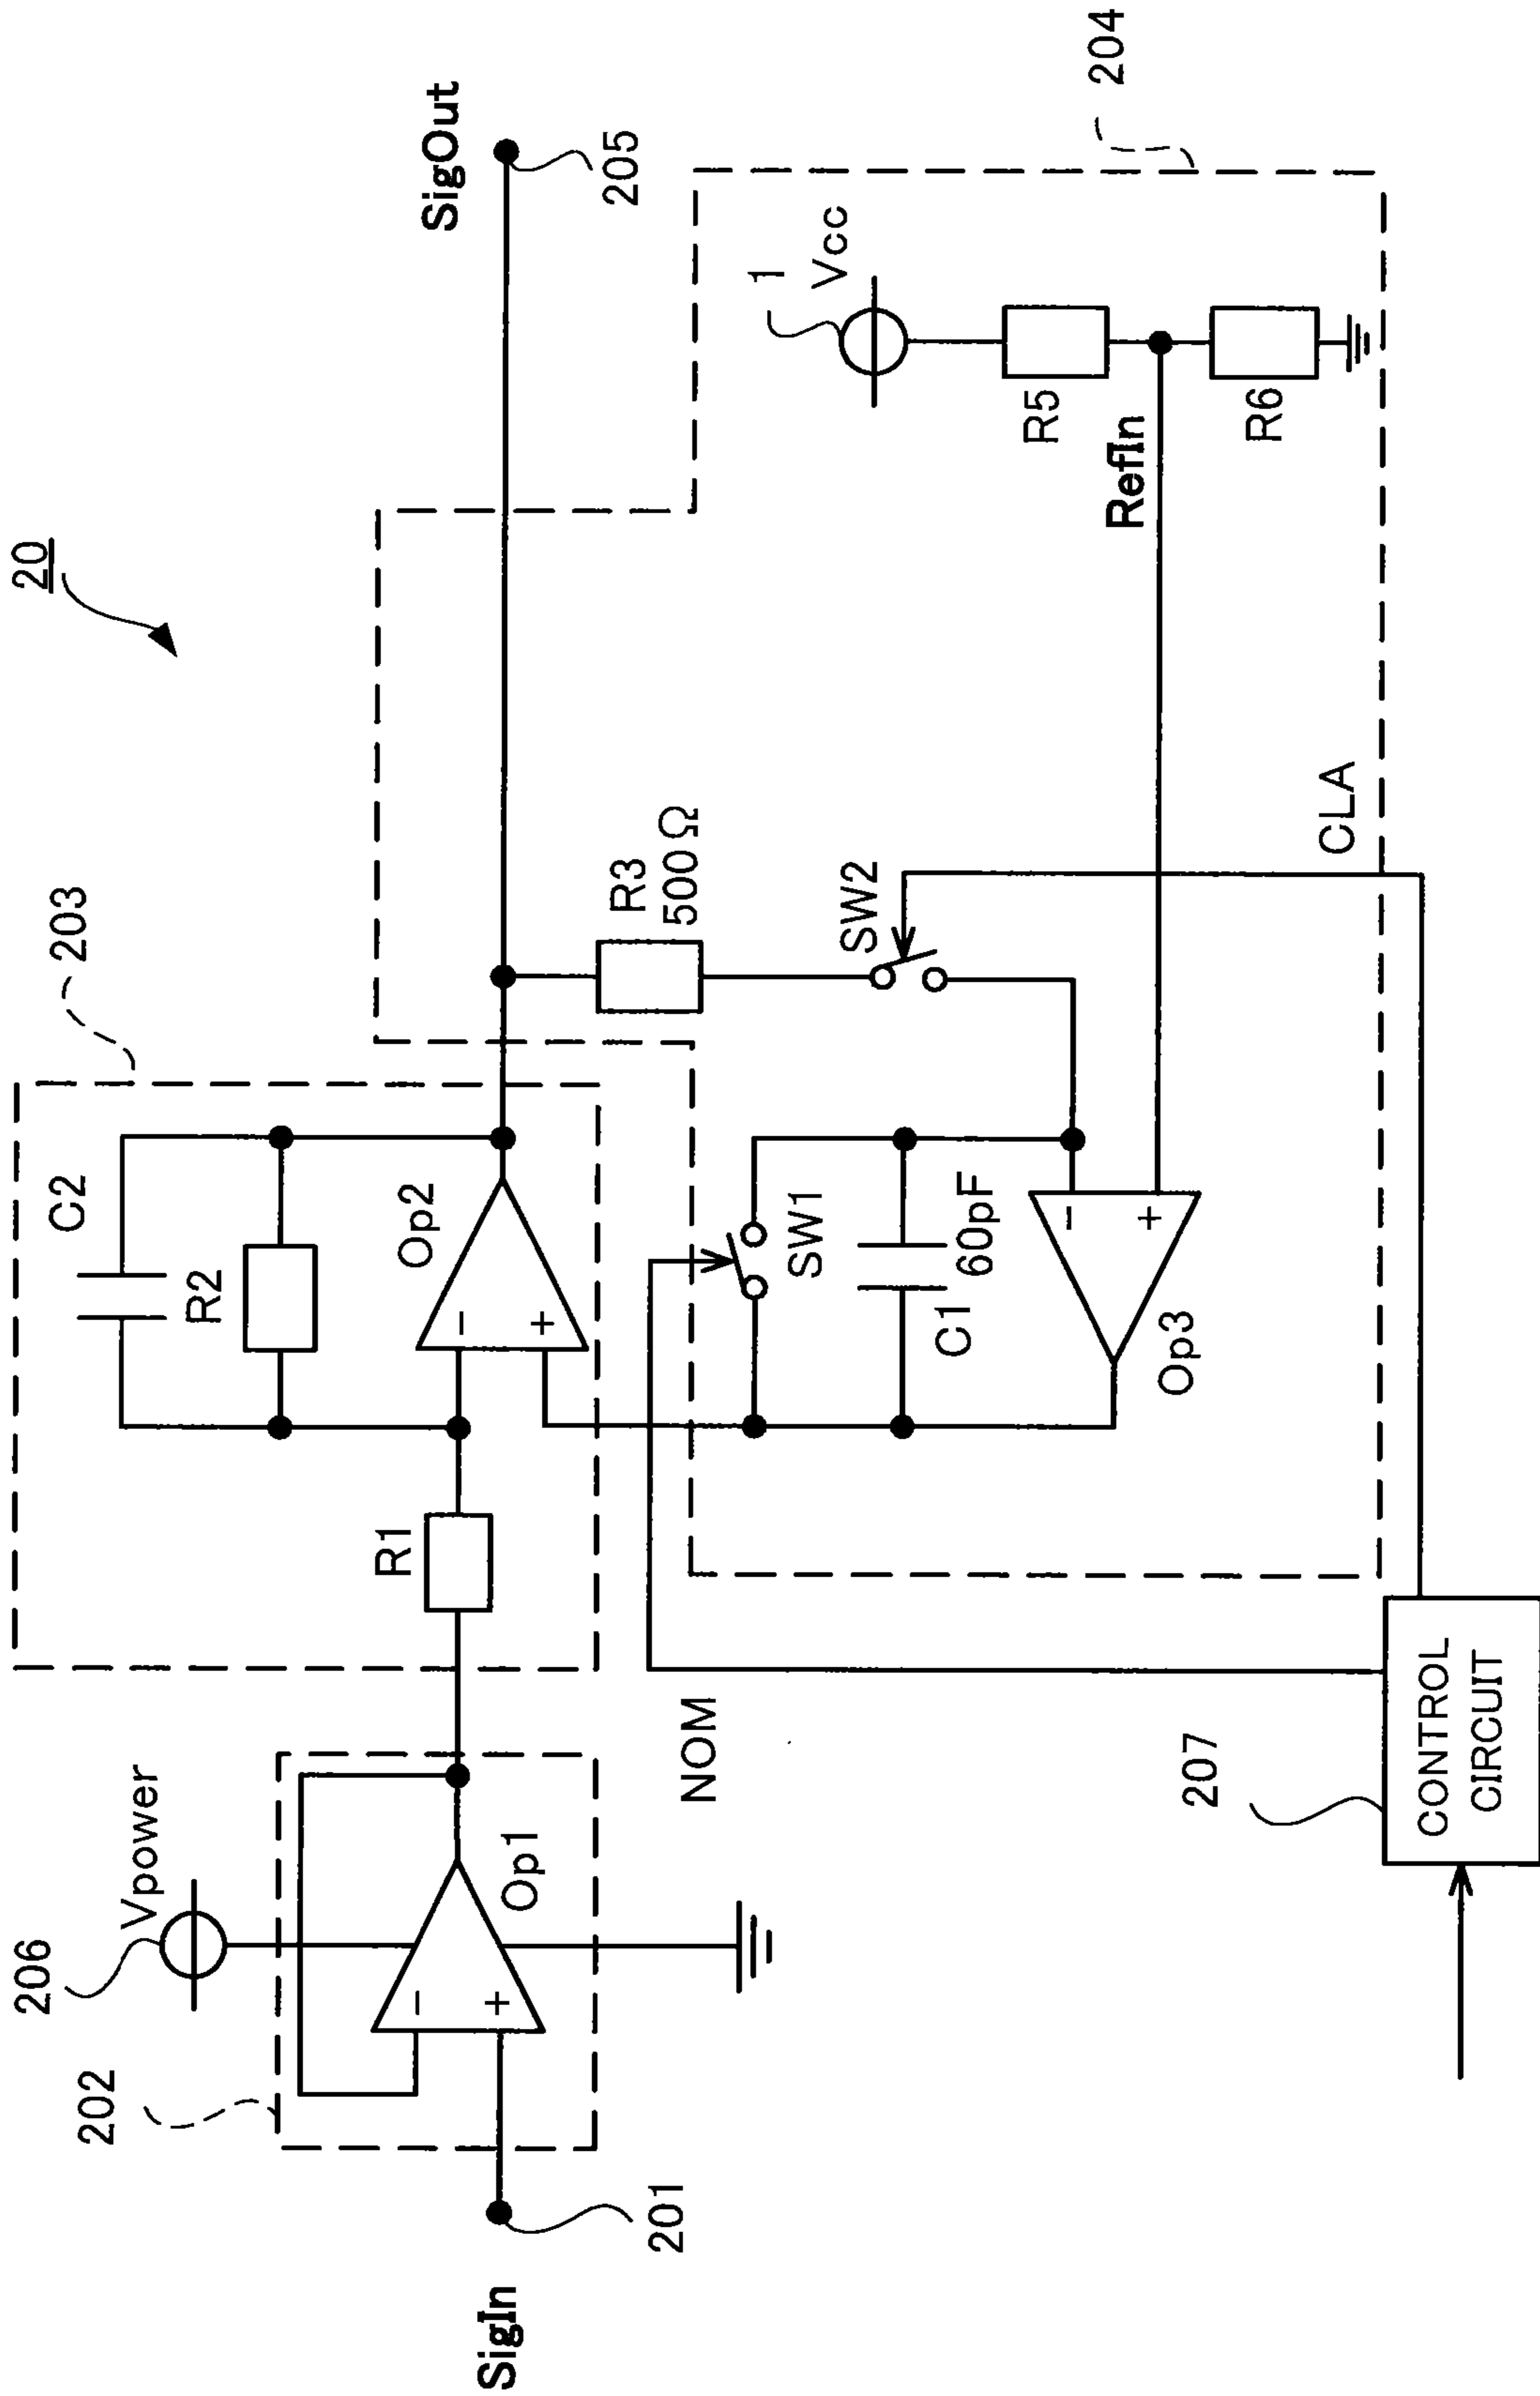 20
203
C2
R2
Op2
R1
206
Vpower
202
Op1
201
SigIn
SigOut
205
R3
500Ω
SW2
SW1
C1
60pF
Op3
NOM
1
Vcc
R5
RefIn
R6
204
CLA
207
CONTROL
CIRCUIT
-
+
-
+
-
+